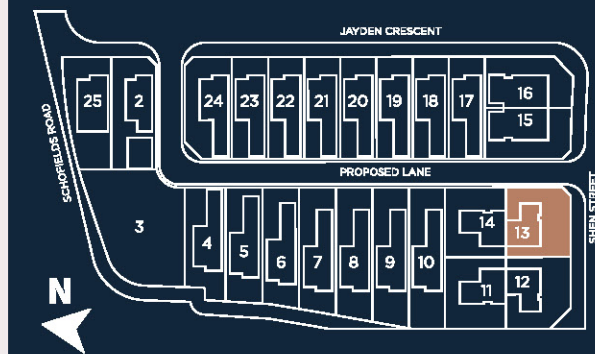 JAYDEN CRESCENT
SCHOFIELDS ROAD
25 2 24 23 22 21 20 19 18 17 16
15
PROPOSED LANE
SHEN STREET
3 4 5 6 7 8 9 10 14 13
11 12
N